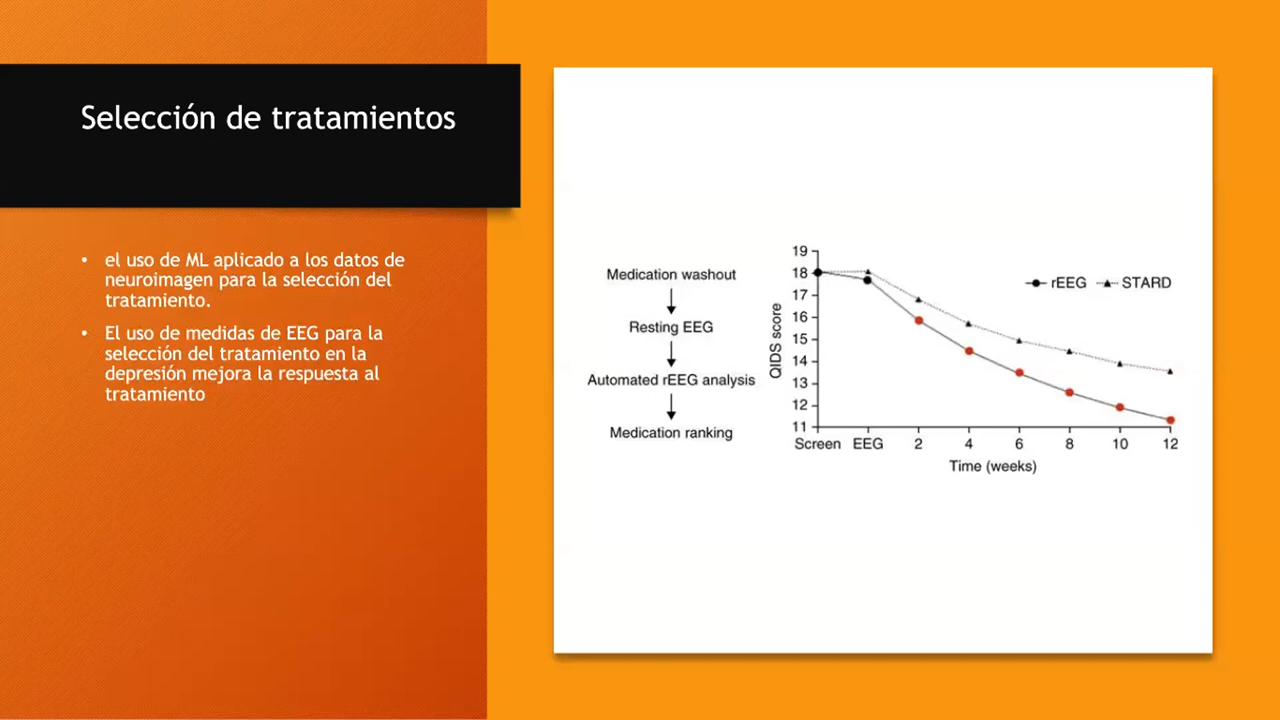 Selección de tratamientos
• el uso de ML aplicado a los datos de
neuroimagen para la selección del
tratamiento.
• El uso de medidas de EEG para la
selección del tratamiento en la
depresión mejora la respuesta al
tratamiento
Medication washout
Resting EEG
Automated rEEG analysis
Medication ranking
QIDS score
19
18
17
16
15
14
13
12
11
rEEG STARD
Screen EEG 2 4 6 8 10 12
Time (weeks)